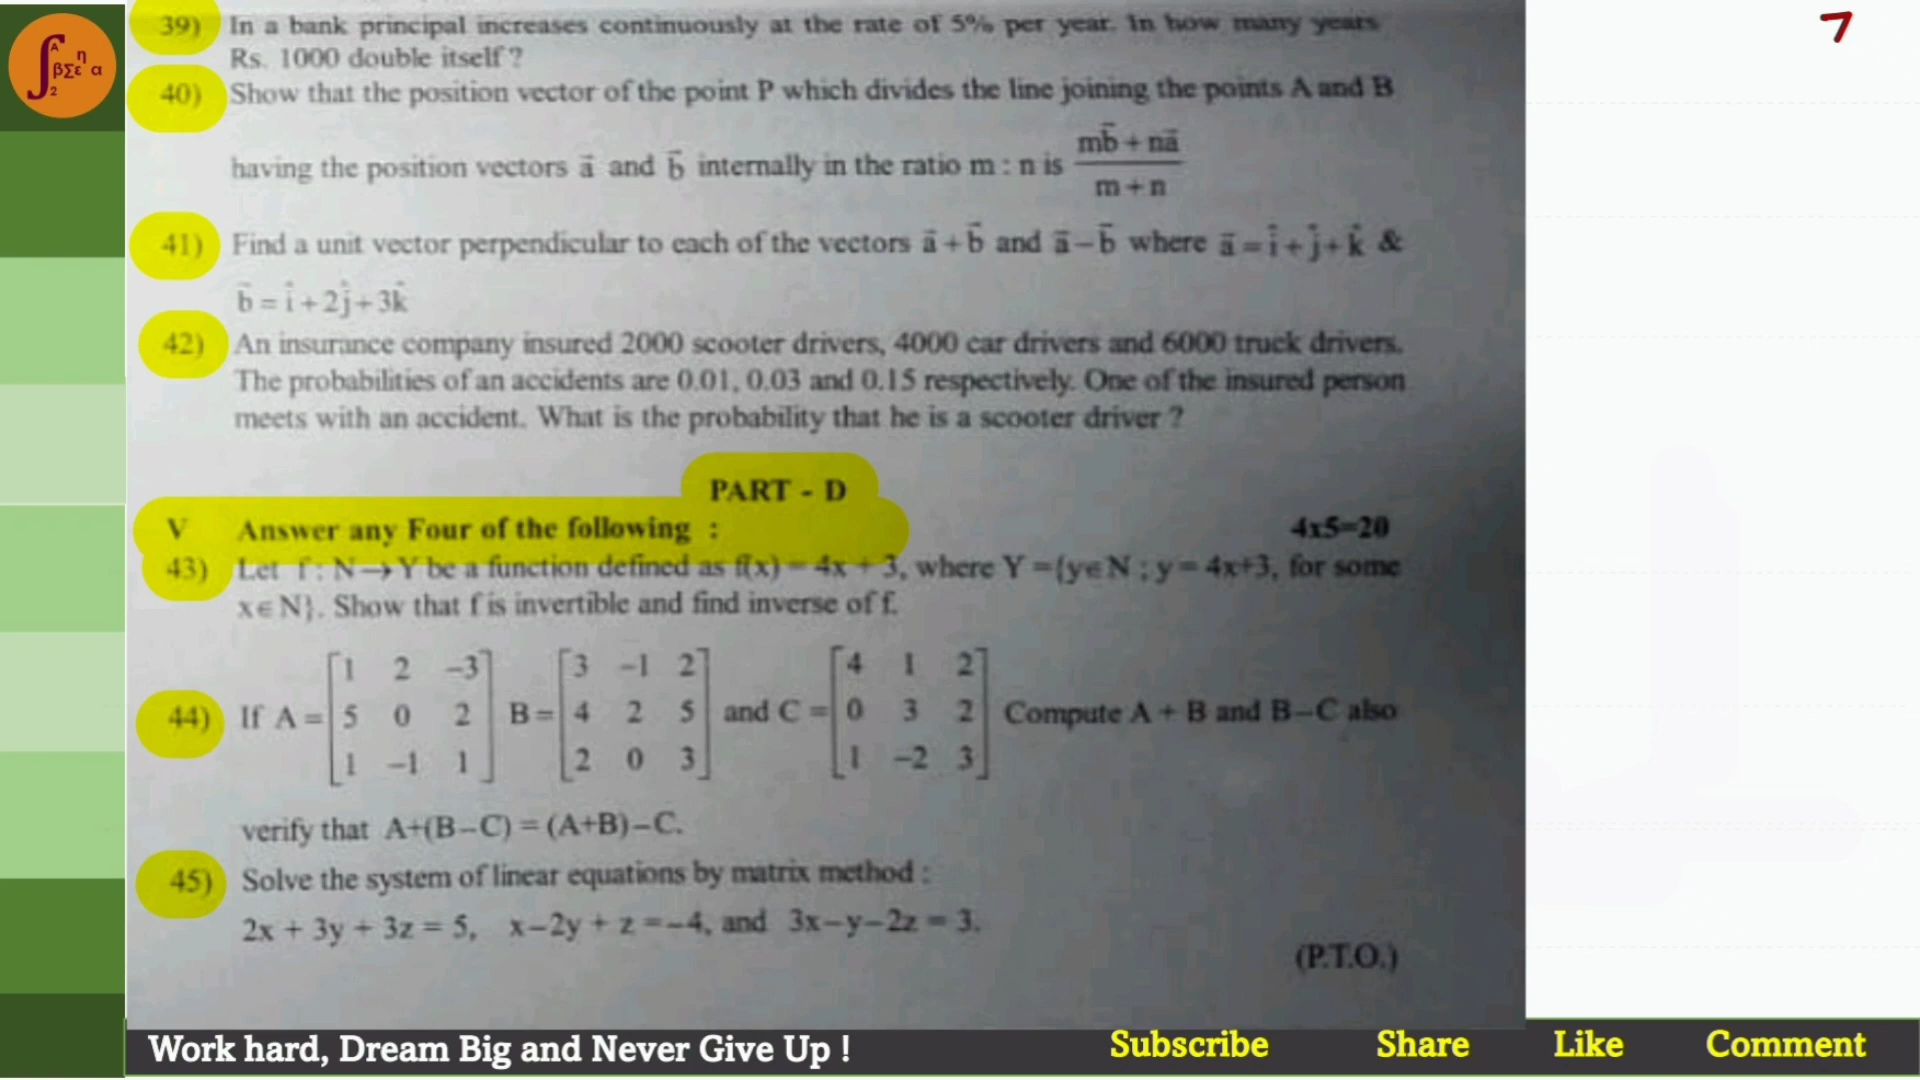 39) In a bank principal increases continuously at the rate of 5% per year. In how many years
Rs. 1000 double itself ?
40) Show that the position vector of the point P which divides the line joining the points A and B
having the position vectors a⃗ and b⃗ internally in the ratio m : n is (mb⃗ + na⃗)/(m + n)
41) Find a unit vector perpendicular to each of the vectors a⃗ + b⃗ and a⃗ – b⃗ where a⃗ = î + ĵ + k̂ &
b⃗ = î + 2ĵ + 3k̂
42) An insurance company insured 2000 scooter drivers, 4000 car drivers and 6000 truck drivers.
The probabilities of an accidents are 0.01, 0.03 and 0.15 respectively. One of the insured person
meets with an accident. What is the probability that he is a scooter driver ?
PART - D
V Answer any Four of the following : 4x5=20
43) Let f : N → Y be a function defined as f(x) = 4x + 3, where Y = {y∈N ; y = 4x+3, for some
x∈N}. Show that f is invertible and find inverse of f.
44) If A = [1 2 –3; 5 0 2; 1 –1 1] B = [3 –1 2; 4 2 5; 2 0 3] and C = [4 1 2; 0 3 2; 1 –2 3] Compute A + B and B–C also
verify that A+(B–C) = (A+B)–C.
45) Solve the system of linear equations by matrix method :
2x + 3y + 3z = 5, x–2y + z = –4, and 3x–y–2z = 3.
(P.T.O.)
7
A
η
βΣε α
2
Work hard, Dream Big and Never Give Up ! Subscribe Share Like Comment